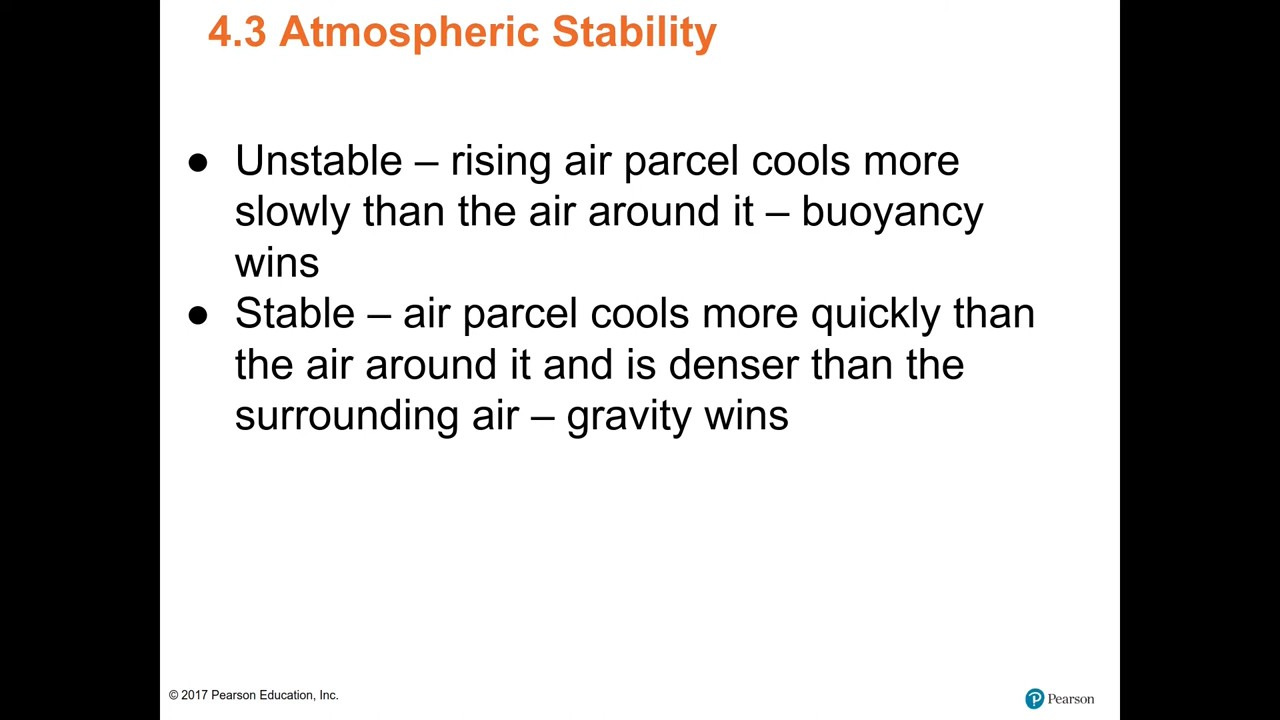 4.3 Atmospheric Stability
● Unstable – rising air parcel cools more
slowly than the air around it – buoyancy
wins
● Stable – air parcel cools more quickly than
the air around it and is denser than the
surrounding air – gravity wins
© 2017 Pearson Education, Inc.
P Pearson